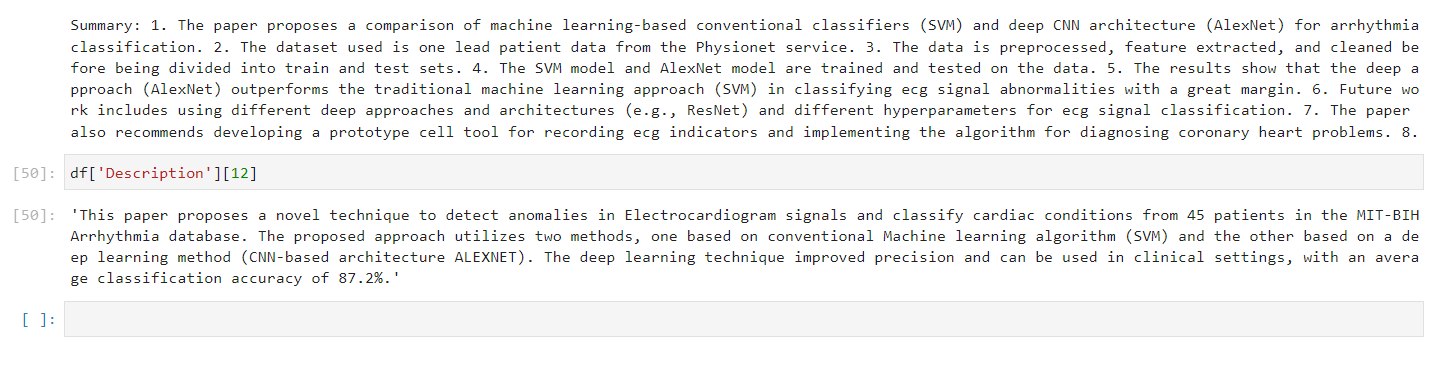 Summary: 1. The paper proposes a comparison of machine learning-based conventional classifiers (SVM) and deep CNN architecture (AlexNet) for arrhythmia
classification. 2. The dataset used is one lead patient data from the Physionet service. 3. The data is preprocessed, feature extracted, and cleaned be
fore being divided into train and test sets. 4. The SVM model and AlexNet model are trained and tested on the data. 5. The results show that the deep a
pproach (AlexNet) outperforms the traditional machine learning approach (SVM) in classifying ecg signal abnormalities with a great margin. 6. Future wo
rk includes using different deep approaches and architectures (e.g., ResNet) and different hyperparameters for ecg signal classification. 7. The paper
also recommends developing a prototype cell tool for recording ecg indicators and implementing the algorithm for diagnosing coronary heart problems. 8.
[50]: df['Description'][12]
[50]: 'This paper proposes a novel technique to detect anomalies in Electrocardiogram signals and classify cardiac conditions from 45 patients in the MIT-BIH
Arrhythmia database. The proposed approach utilizes two methods, one based on conventional Machine learning algorithm (SVM) and the other based on a de
ep learning method (CNN-based architecture ALEXNET). The deep learning technique improved precision and can be used in clinical settings, with an avera
ge classification accuracy of 87.2%.'
[ ]: